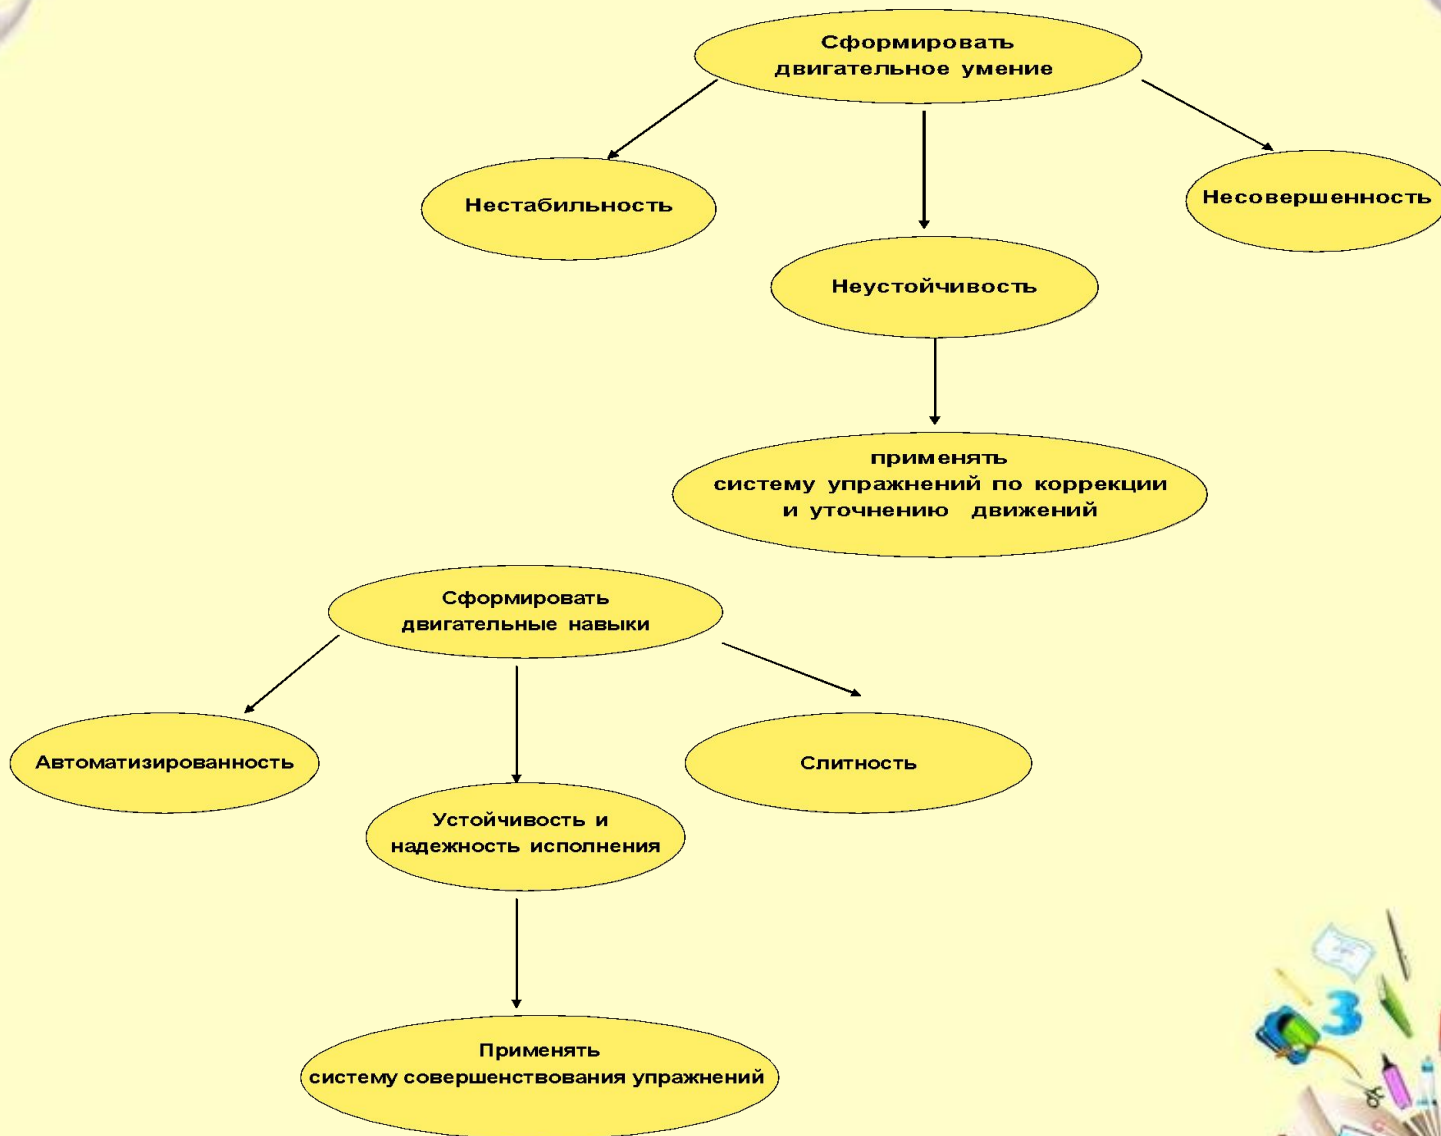 Сформировать
двигательное умение
Нестабильность
Несовершенность
Неустойчивость
применять
систему упражнений по коррекции
и уточнению движений
Сформировать
двигательные навыки
Автоматизированность
Слитность
Устойчивость и
надежность исполнения
Применять
систему совершенствования упражнений
3